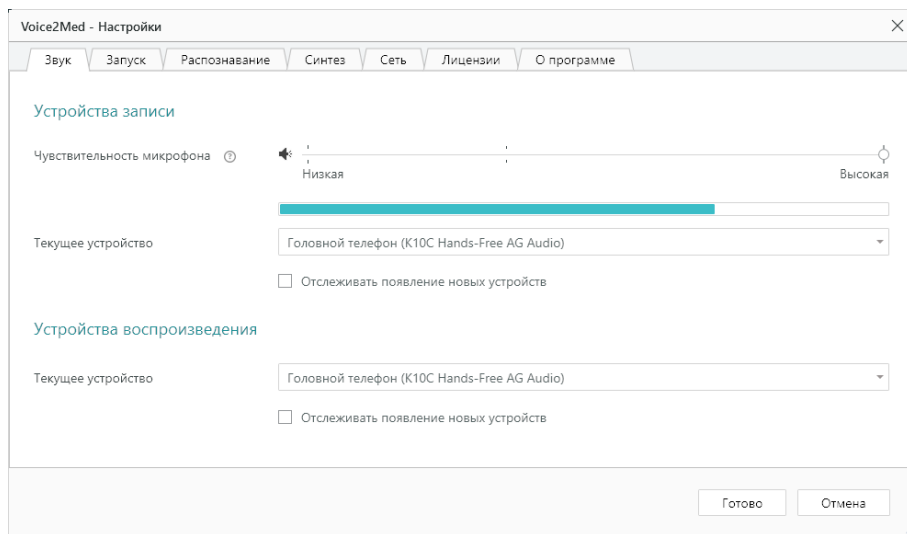 Voice2Med - Настройки
Звук Запуск Распознавание Синтез Сеть Лицензии О программе
Устройства записи
Чувствительность микрофона ?
Низкая Высокая
Текущее устройство Головной телефон (K10C Hands-Free AG Audio)
Отслеживать появление новых устройств
Устройства воспроизведения
Текущее устройство Головной телефон (K10C Hands-Free AG Audio)
Отслеживать появление новых устройств
Готово Отмена